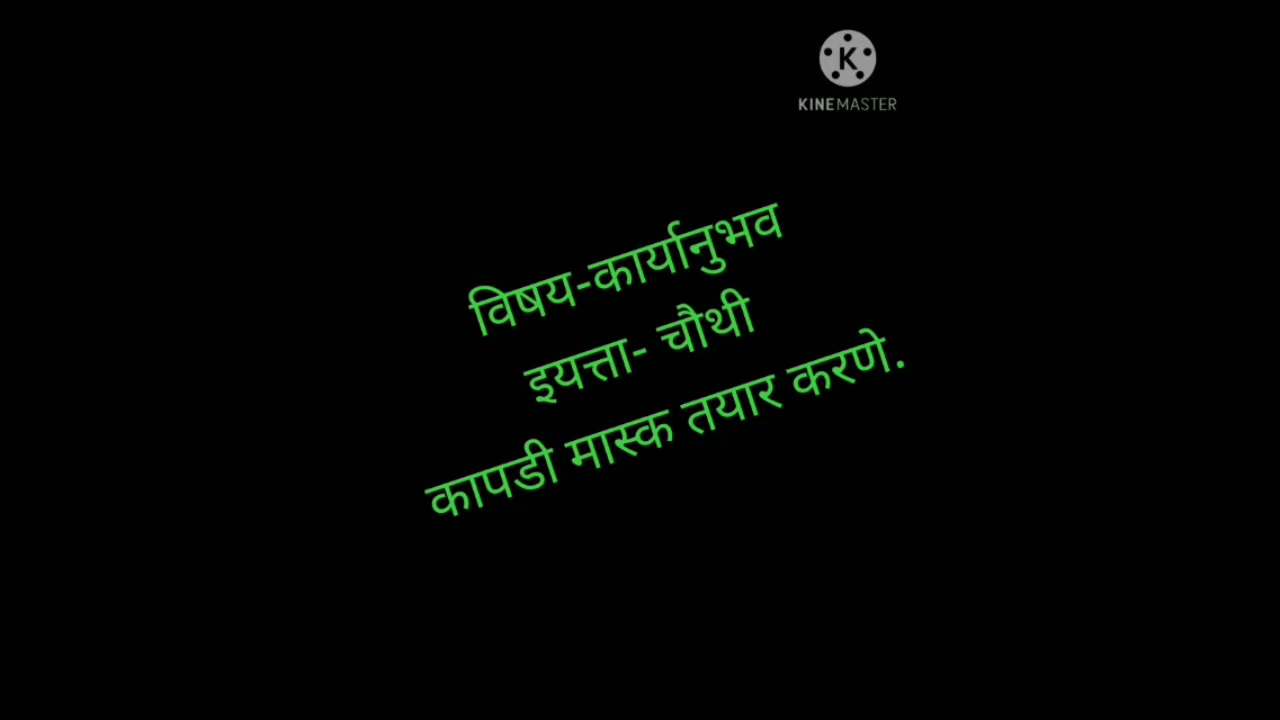 KINEMASTER
विषय-कार्यानुभव
इयत्ता- चौथी
कापडी मास्क तयार करणे.